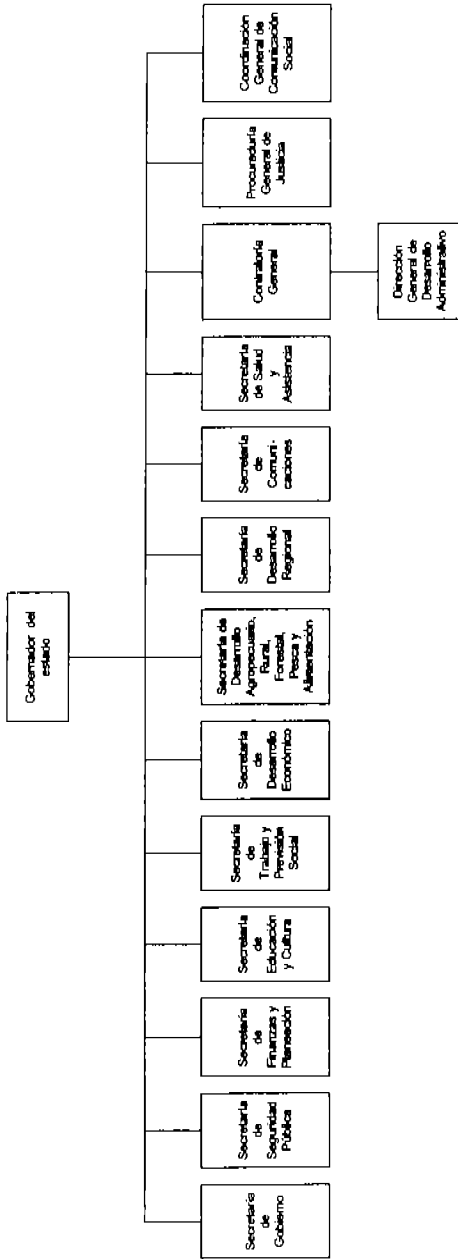 Gobernador del
estado
Secretaría
de
Gobierno
Secretaría
de
Seguridad
Pública
Secretaría
de
Finanzas y
Planeación
Secretaría
de
Educación
y Cultura
Secretaría
de
Trabajo y
Previsión
Social
Secretaría
de
Desarrollo
Económico
Secretaría de
Desarrollo
Agropecuario,
Rural,
Forestal,
Pesca y
Alimentación
Secretaría
de
Desarrollo
Regional
Secretaría
de
Comuni-
caciones
Secretaría
de Salud
y
Asistencia
Contraloría
General
Procuraduría
General de
Justicia
Coordinación
General de
Comunicación
Social
Dirección
General de
Desarrollo
Administrativo